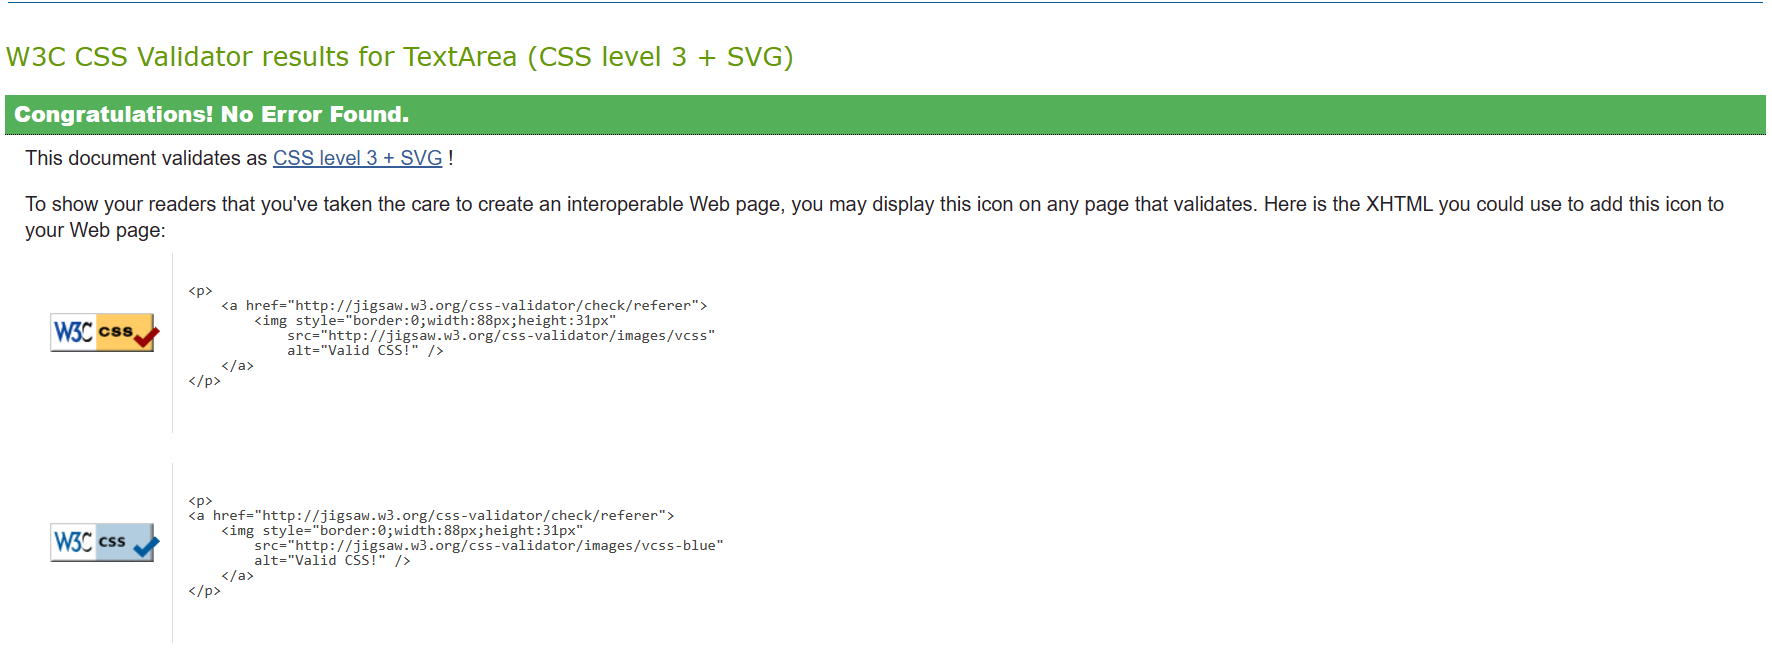 W3C CSS Validator results for TextArea (CSS level 3 + SVG)
Congratulations! No Error Found.
This document validates as CSS level 3 + SVG !
To show your readers that you've taken the care to create an interoperable Web page, you may display this icon on any page that validates. Here is the XHTML you could use to add this icon to
your Web page:
W3C css
<p>
    <a href="http://jigsaw.w3.org/css-validator/check/referer">
        <img style="border:0;width:88px;height:31px"
            src="http://jigsaw.w3.org/css-validator/images/vcss"
            alt="Valid CSS!" />
    </a>
</p>
W3C css
<p>
<a href="http://jigsaw.w3.org/css-validator/check/referer">
    <img style="border:0;width:88px;height:31px"
        src="http://jigsaw.w3.org/css-validator/images/vcss-blue"
        alt="Valid CSS!" />
    </a>
</p>